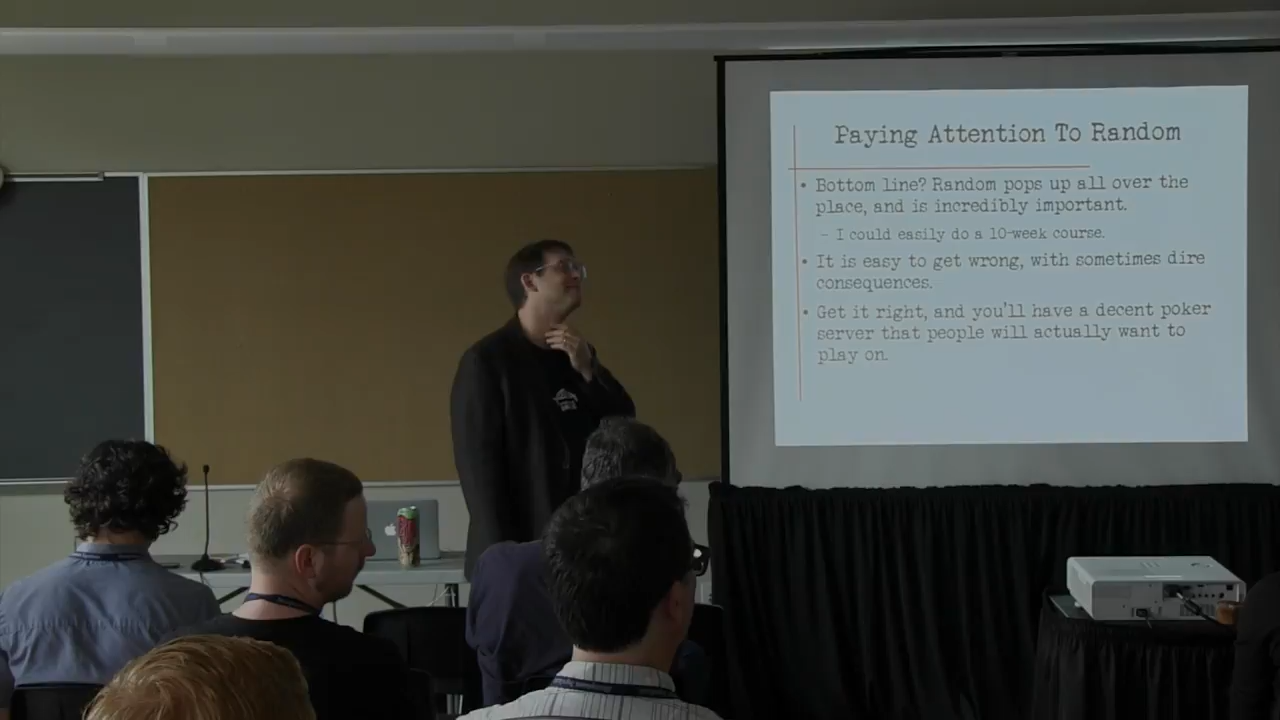 Paying Attention To Random
• Bottom line? Random pops up all over the
place, and is incredibly important.
– I could easily do a 10-week course.
• It is easy to get wrong, with sometimes dire
consequences.
• Get it right, and you'll have a decent poker
server that people will actually want to
play on.